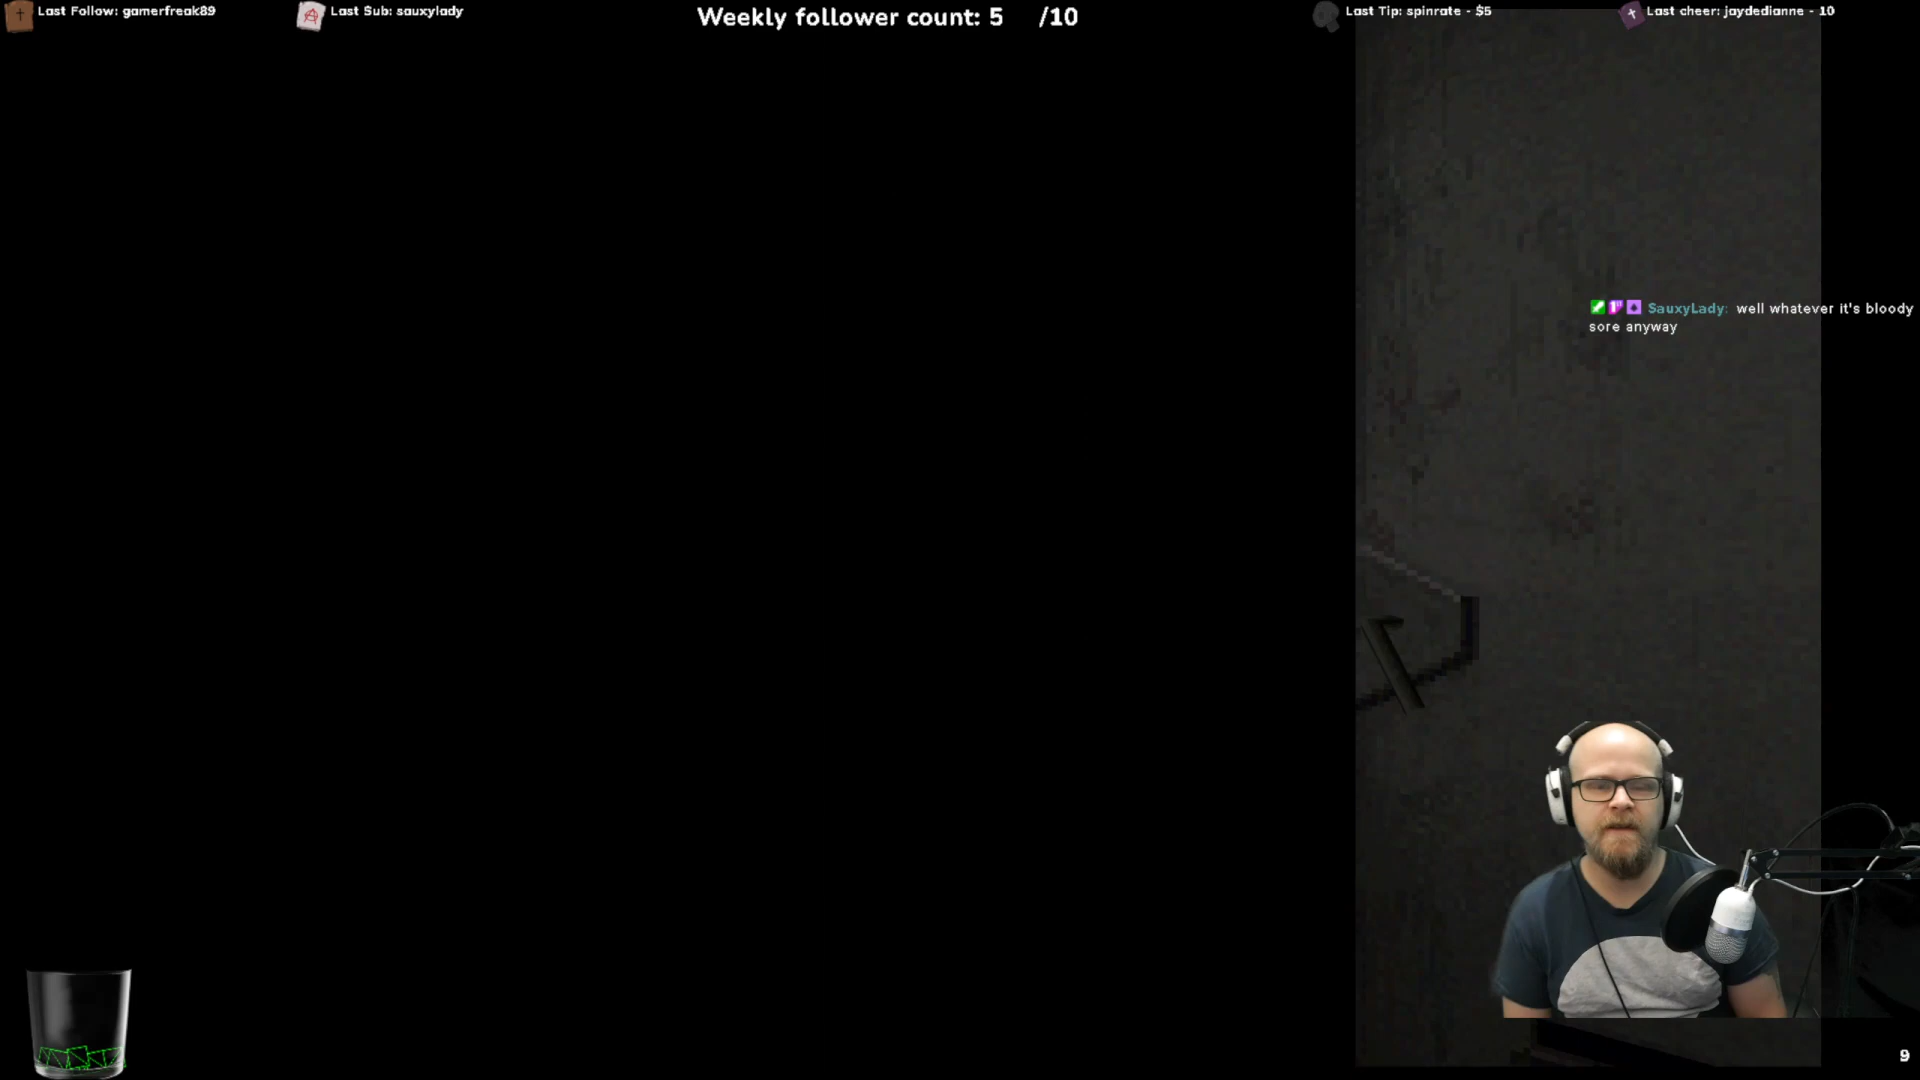 Last Follow: gamerfreak89
Last Sub: sauxylady
Weekly follower count: 5 /10
Last Tip: spinrate - $5
Last cheer: jaydedianne - 10
SauxyLady: well whatever it's bloody
sore anyway
9